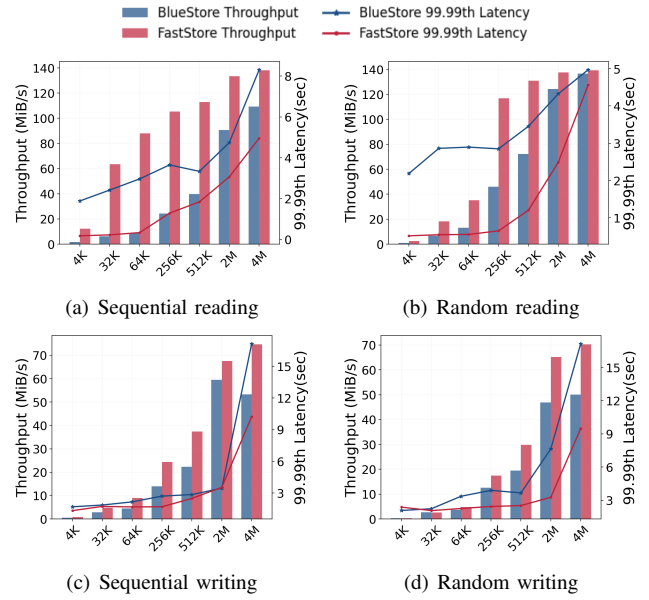 BlueStore Throughput
FastStore Throughput
BlueStore 99.99th Latency
FastStore 99.99th Latency
Throughput (MiB/s)
140
120
100
80
60
40
20
0
4K 32K 64K 256K 512K 2M 4M
8
6
4
2
0
99.99th Latency(sec)
(a) Sequential reading
Throughput (MiB/s)
140
120
100
80
60
40
20
0
4K 32K 64K 256K 512K 2M 4M
5
4
3
2
1
99.99th Latency(sec)
(b) Random reading
Throughput (MiB/s)
70
60
50
40
30
20
10
0
4K 32K 64K 256K 512K 2M 4M
15
12
9
6
3
99.99th Latency(sec)
(c) Sequential writing
Throughput (MiB/s)
70
60
50
40
30
20
10
0
4K 32K 64K 256K 512K 2M 4M
15
12
9
6
3
99.99th Latency(sec)
(d) Random writing